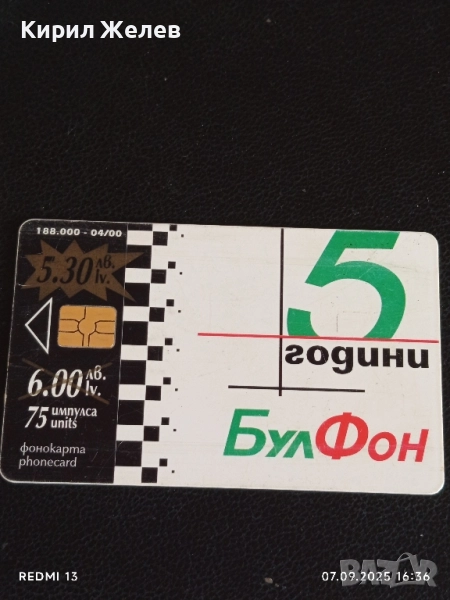 Кирил Желев
188.000 - 04/00
5.30 лв.
lv.
6.00 лв.
lv.
75 импулса
units
фонокарта
phonecard
5
години
БулФон
REDMI 13
07.09.2025 16:36
BAZAR